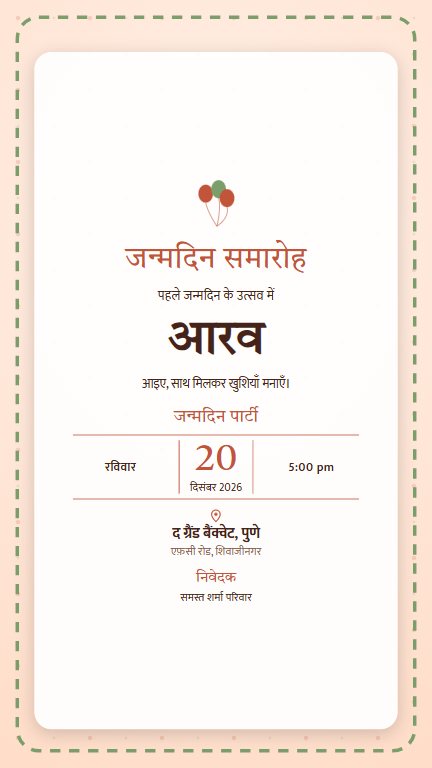 जन्मदिन समारोह
पहले जन्मदिन के उत्सव में
आरव
आइए, साथ मिलकर खुशियाँ मनाएँ।
जन्मदिन पार्टी
रविवार
20
दिसंबर 2026
5:00 pm
द ग्रैंड बैंक्वेट, पुणे
एफ़सी रोड, शिवाजीनगर
निवेदक
समस्त शर्मा परिवार